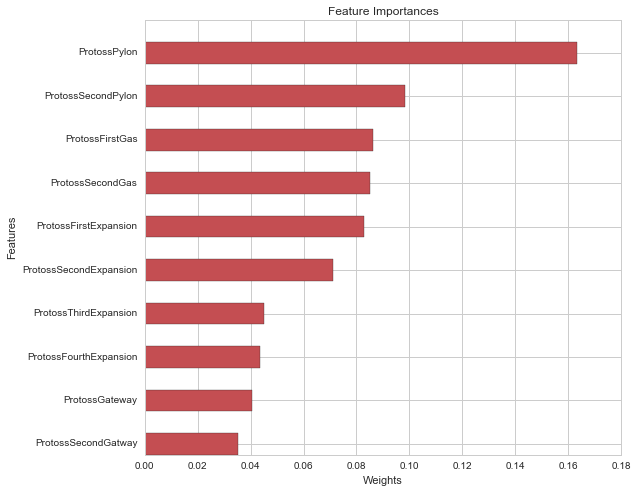 Feature Importances
ProtossPylon
ProtossSecondPylon
ProtossFirstGas
ProtossSecondGas
ProtossFirstExpansion
ProtossSecondExpansion
ProtossThirdExpansion
ProtossFourthExpansion
ProtossGateway
ProtossSecondGatway
Features
0.00 0.02 0.04 0.06 0.08 0.10 0.12 0.14 0.16 0.18
Weights